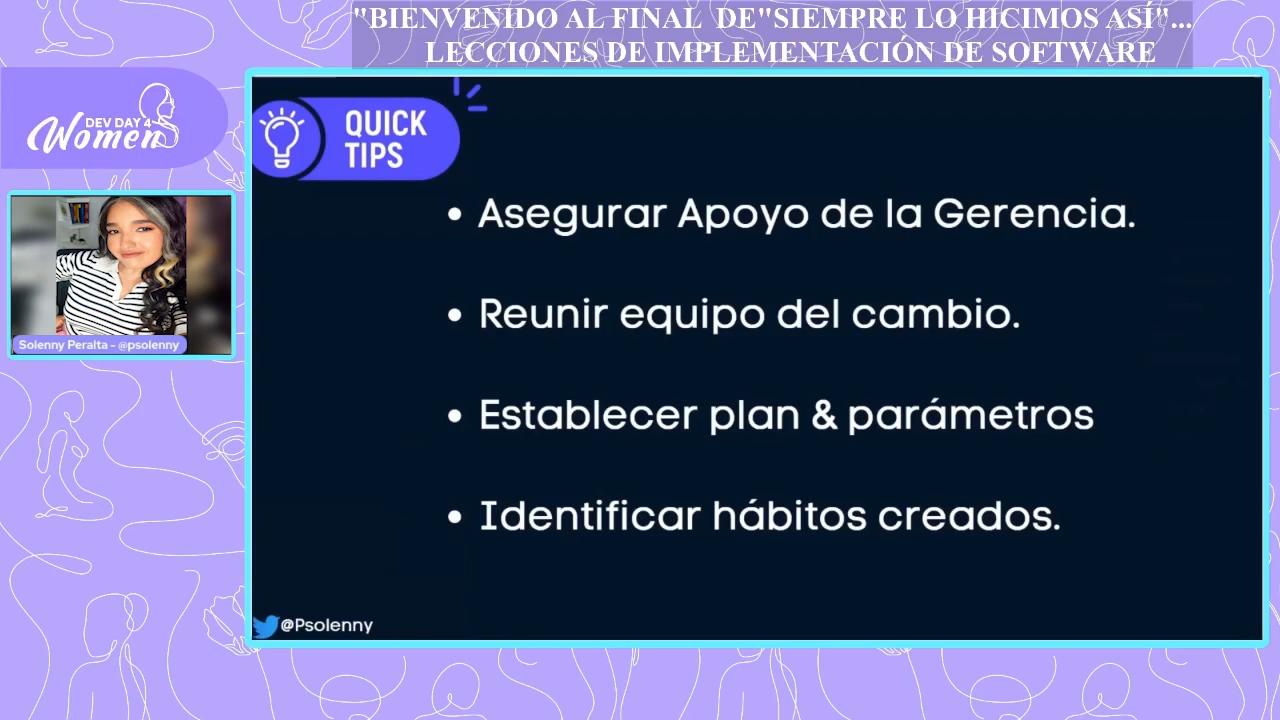 "BIENVENIDO AL FINAL  DE"SIEMPRE LO HICIMOS ASÍ"...
LECCIONES DE IMPLEMENTACIÓN DE SOFTWARE
DEV DAY 4
Women
Solenny Peralta - @psolenny
QUICK
TIPS
• Asegurar Apoyo de la Gerencia.
• Reunir equipo del cambio.
• Establecer plan & parámetros
• Identificar hábitos creados.
@Psolenny